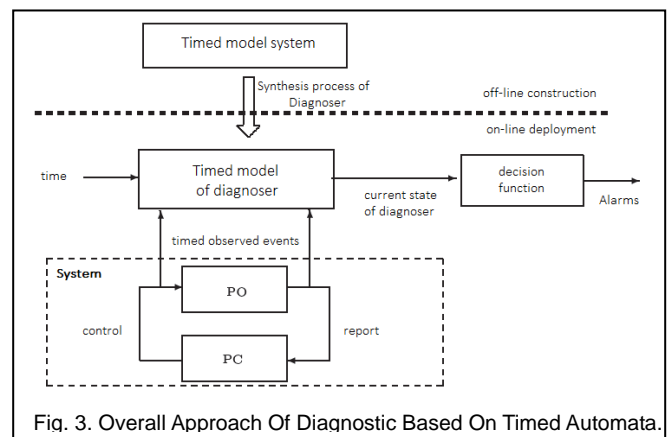 Timed model system
Synthesis process of
Diagnoser
off-line construction
on-line deployment
time
Timed model
of diagnoser
current state
of diagnoser
decision
function
Alarms
timed observed events
System
PO
control
report
PC
Fig. 3. Overall Approach Of Diagnostic Based On Timed Automata.